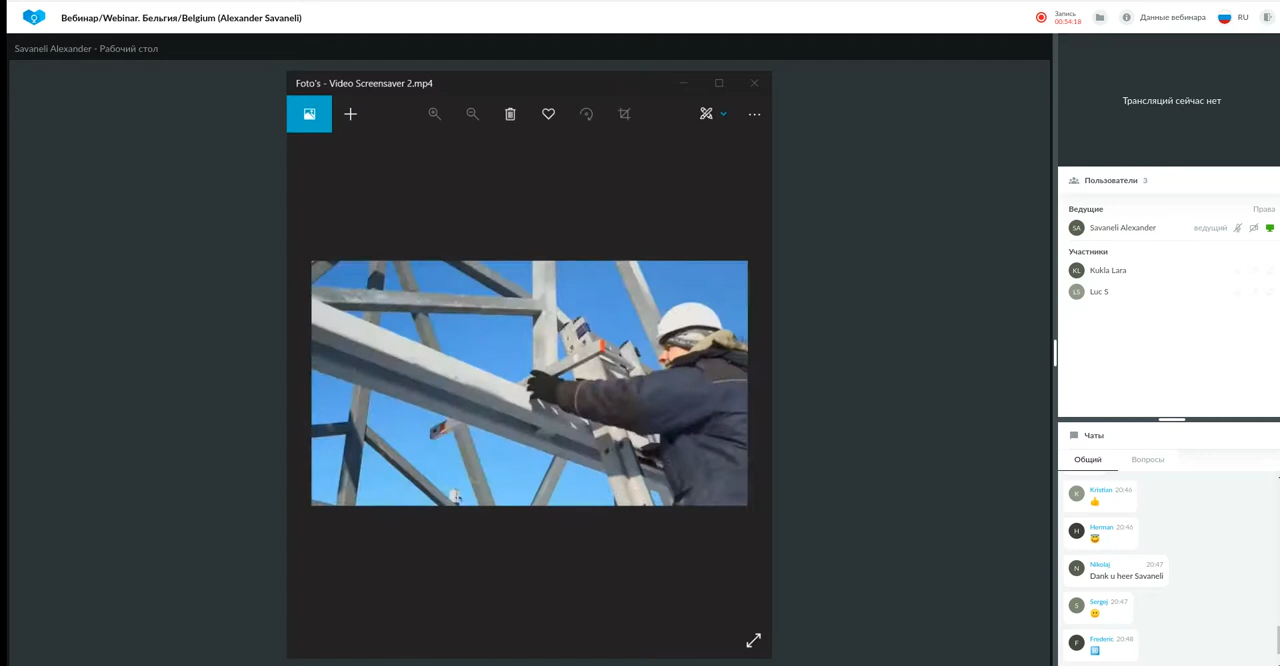 Вебинар/Webinar. Бельгия/Belgium (Alexander Savaneli)
Запись
00:54:18
Данные вебинара
RU
Savaneli Alexander - Рабочий стол
Foto's - Video Screensaver 2.mp4
Трансляций сейчас нет
Пользователи 3
Ведущие Права
SA Savaneli Alexander ведущий
Участники
KL Kukla Lara
LS Luc S
Чаты
Общий Вопросы
K Kristian 20:46
H Herman 20:46
N Nikolaj 20:47
Dank u heer Savaneli
S Sergej 20:47
F Frederic 20:48